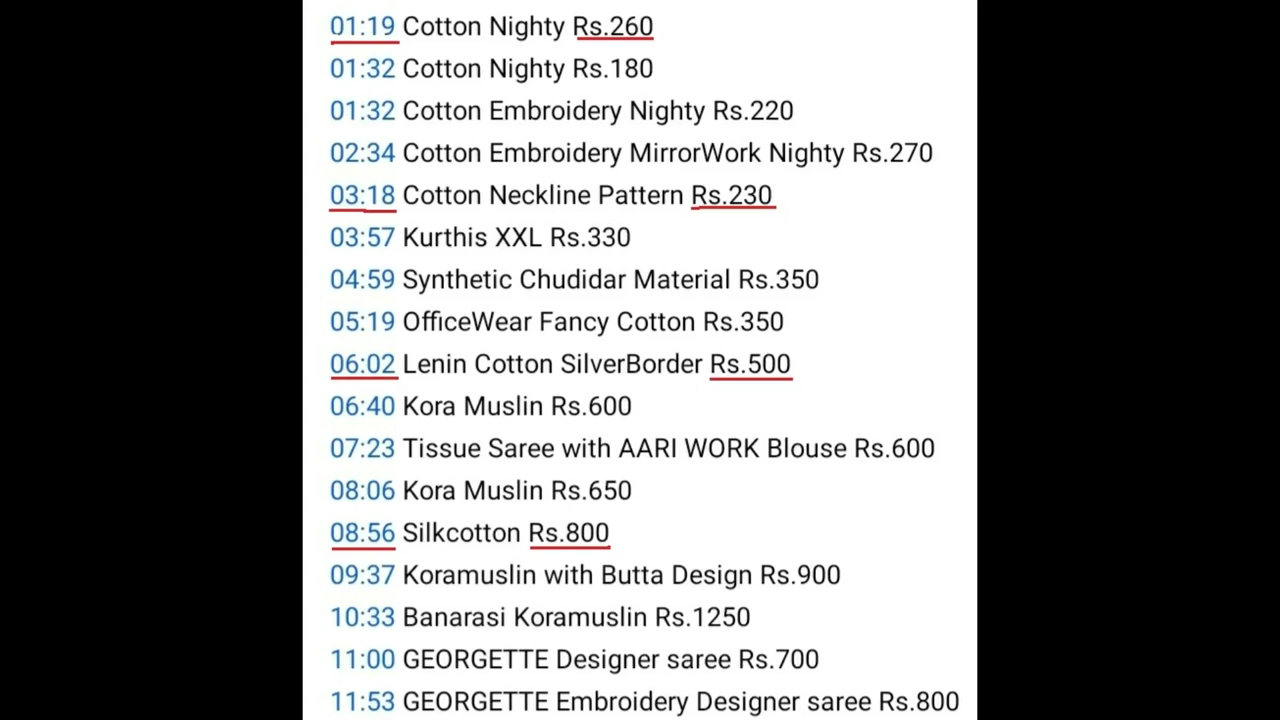 01:19 Cotton Nighty Rs.260
01:32 Cotton Nighty Rs.180
01:32 Cotton Embroidery Nighty Rs.220
02:34 Cotton Embroidery MirrorWork Nighty Rs.270
03:18 Cotton Neckline Pattern Rs.230
03:57 Kurthis XXL Rs.330
04:59 Synthetic Chudidar Material Rs.350
05:19 OfficeWear Fancy Cotton Rs.350
06:02 Lenin Cotton SilverBorder Rs.500
06:40 Kora Muslin Rs.600
07:23 Tissue Saree with AARI WORK Blouse Rs.600
08:06 Kora Muslin Rs.650
08:56 Silkcotton Rs.800
09:37 Koramuslin with Butta Design Rs.900
10:33 Banarasi Koramuslin Rs.1250
11:00 GEORGETTE Designer saree Rs.700
11:53 GEORGETTE Embroidery Designer saree Rs.800